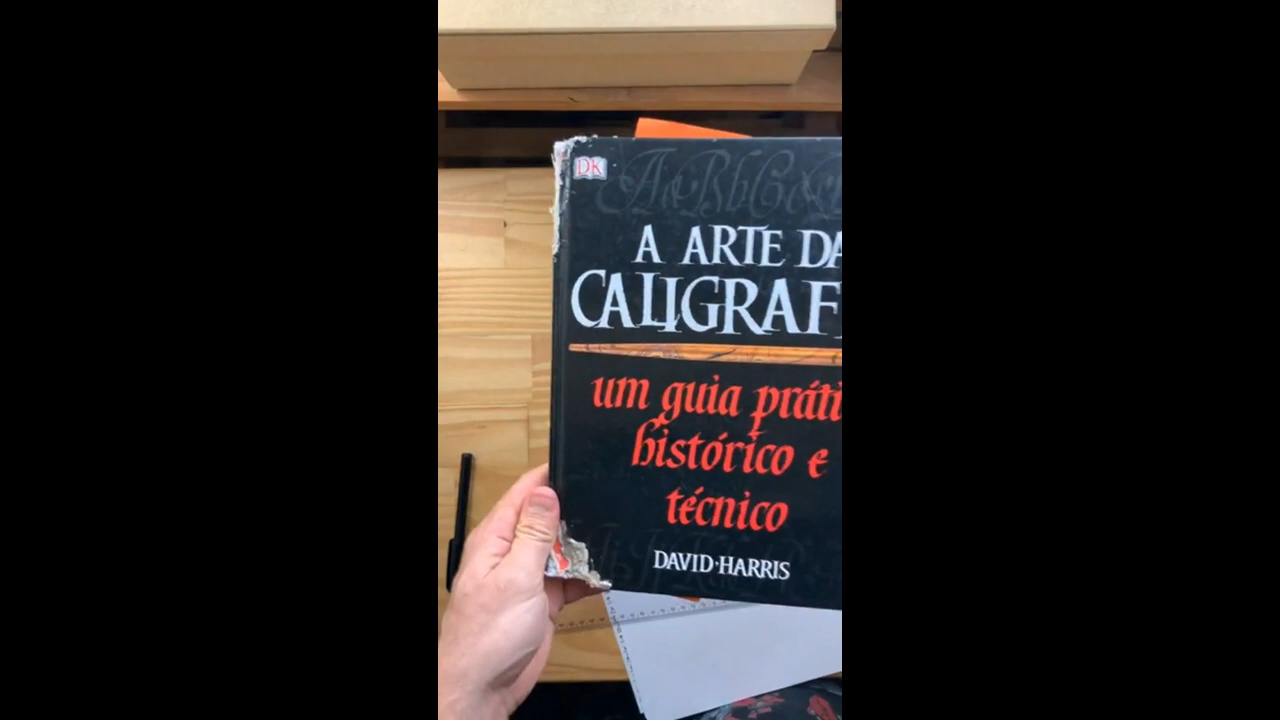 DK
A ARTE DA
CALIGRAF
um guia práti
histórico e
técnico
DAVID·HARRIS